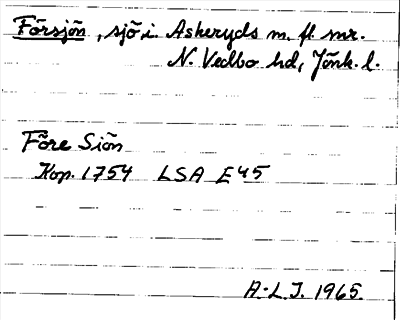 Försjön, sjö i Askeryds m. fl. snr.
N. Vedbo hd, Jönk. l.
Före Siön
Kop. 1754 LSA E45
A.L.J. 1965.